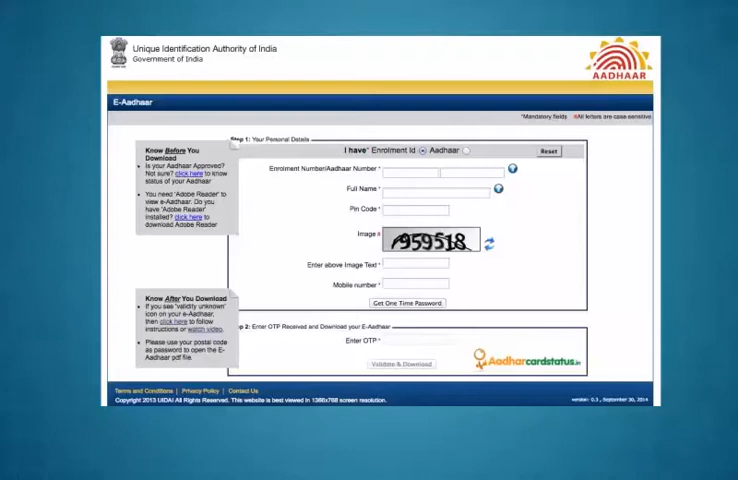 Unique Identification Authority of India
Government of India
AADHAAR
E-Aadhaar
*Mandatory fields #All letters are case sensitive
Step 1: Your Personal Details
I have* Enrolment Id Aadhaar
Reset
Know Before You
Download
Is your Aadhaar Approved?
Not sure? click here to know
status of your Aadhaar
You need 'Adobe Reader' to
view e-Aadhaar. Do you
have 'Adobe Reader'
installed? click here to
download Adobe Reader
Enrolment Number/Aadhaar Number *
Full Name *
Pin Code *
Image #
959518
Enter above Image Text *
Mobile number *
Get One Time Password
Know After You Download
If you see 'validity unknown'
icon on your e-Aadhaar,
then click here to follow
instructions or watch video.
Please use your postal code
as password to open the E-
Aadhaar pdf file.
p 2: Enter OTP Received and Download your E-Aadhaar
Enter OTP *
Validate & Download
Aadharcardstatus.in
Terms and Conditions | Privacy Policy | Contact Us
Copyright 2013 UIDAI All Rights Reserved. This website is best viewed in 1366x768 screen resolution.
version: 0.3 , September 30, 2014